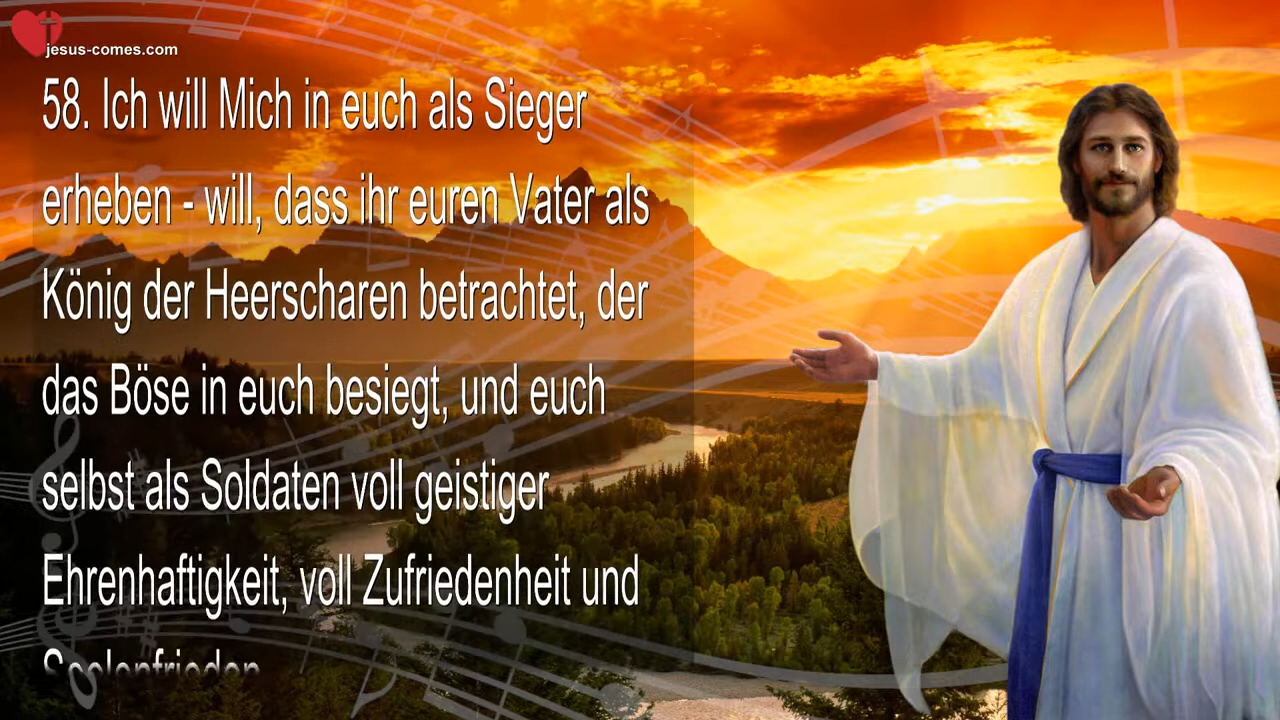 jesus-comes.com
58. Ich will Mich in euch als Sieger
erheben - will, dass ihr euren Vater als
König der Heerscharen betrachtet, der
das Böse in euch besiegt, und euch
selbst als Soldaten voll geistiger
Ehrenhaftigkeit, voll Zufriedenheit und
Seelenfrieden